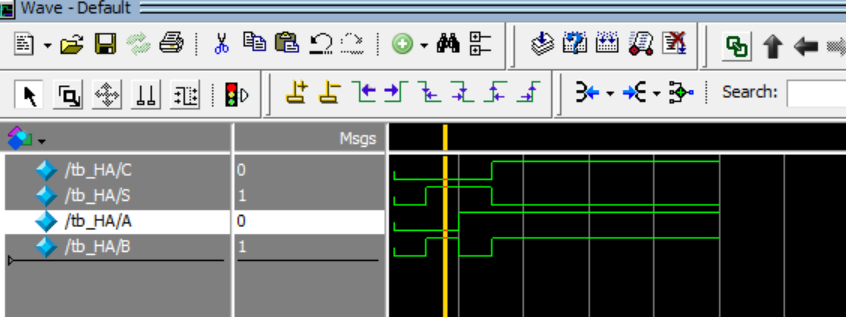 Wave - Default
Search:
Msgs
/tb_HA/C 0
/tb_HA/S 1
/tb_HA/A 0
/tb_HA/B 1